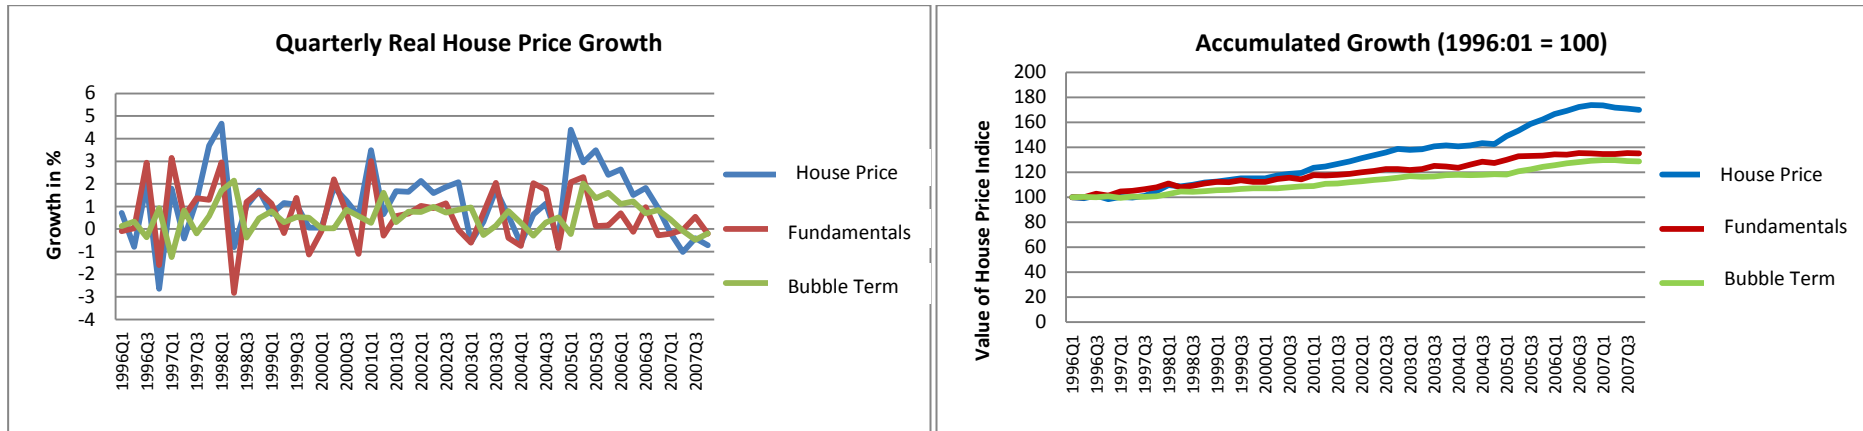 Quarterly Real House Price Growth
Growth in %
6
5
4
3
2
1
0
-1
-2
-3
-4
1996Q1
1996Q3
1997Q1
1997Q3
1998Q1
1998Q3
1999Q1
1999Q3
2000Q1
2000Q3
2001Q1
2001Q3
2002Q1
2002Q3
2003Q1
2003Q3
2004Q1
2004Q3
2005Q1
2005Q3
2006Q1
2006Q3
2007Q1
2007Q3
House Price
Fundamentals
Bubble Term
Accumulated Growth (1996:01 = 100)
Value of House Price Indice
200
180
160
140
120
100
80
60
40
20
0
1996Q1
1996Q3
1997Q1
1997Q3
1998Q1
1998Q3
1999Q1
1999Q3
2000Q1
2000Q3
2001Q1
2001Q3
2002Q1
2002Q3
2003Q1
2003Q3
2004Q1
2004Q3
2005Q1
2005Q3
2006Q1
2006Q3
2007Q1
2007Q3
House Price
Fundamentals
Bubble Term